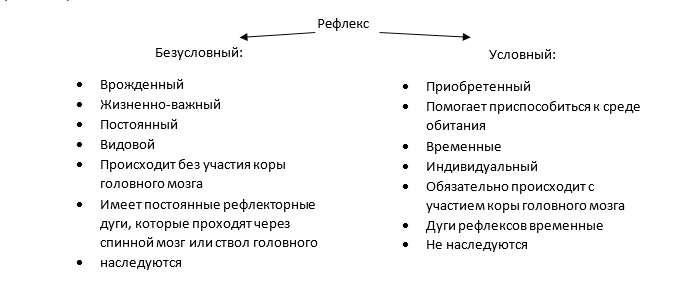 Рефлекс
Безусловный:
• Врожденный
• Жизненно-важный
• Постоянный
• Видовой
• Происходит без участия коры
головного мозга
• Имеет постоянные рефлекторные
дуги, которые проходят через
спинной мозг или ствол головного
• наследуются
Условный:
• Приобретенный
• Помогает приспособиться к среде
обитания
• Временные
• Индивидуальный
• Обязательно происходит с
участием коры головного мозга
• Дуги рефлексов временные
• Не наследуются